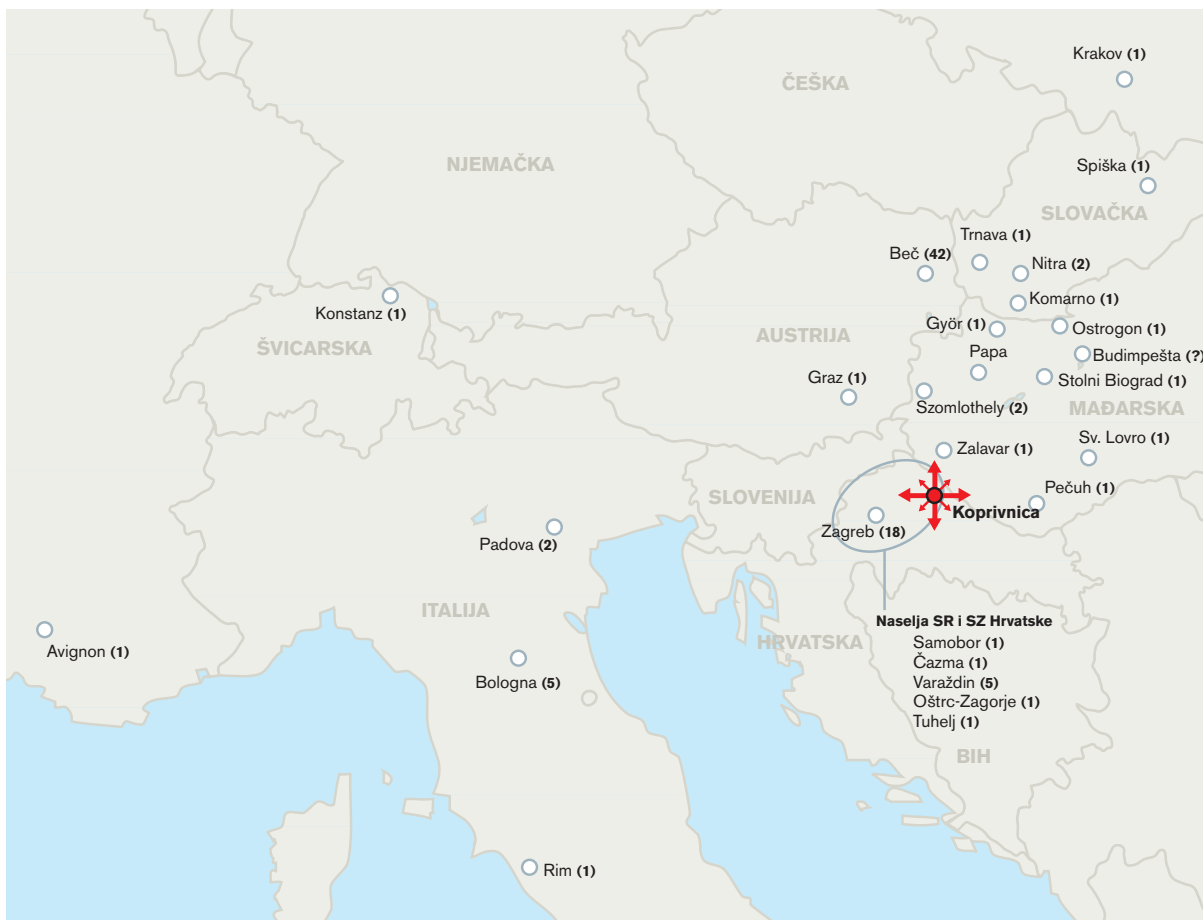 Krakov (1)
ČEŠKA
NJEMAČKA
Spiška (1)
SLOVAČKA
Trnava (1)
Beč (42)
Nitra (2)
Konstanz (1)
Komarno (1)
Györ (1)
Ostrogon (1)
ŠVICARSKA
AUSTRIJA
Papa
Budimpešta (?)
Graz (1)
Stolni Biograd (1)
Szomlothely (2)
MAĐARSKA
Sv. Lovro (1)
Zalavar (1)
SLOVENIJA
Pečuh (1)
Koprivnica
Zagreb (18)
Padova (2)
ITALIJA
Naselja SR i SZ Hrvatske
HRVATSKA
Samobor (1)
Čazma (1)
Varaždin (5)
Oštrc-Zagorje (1)
Tuhelj (1)
Avignon (1)
Bologna (5)
BIH
Rim (1)